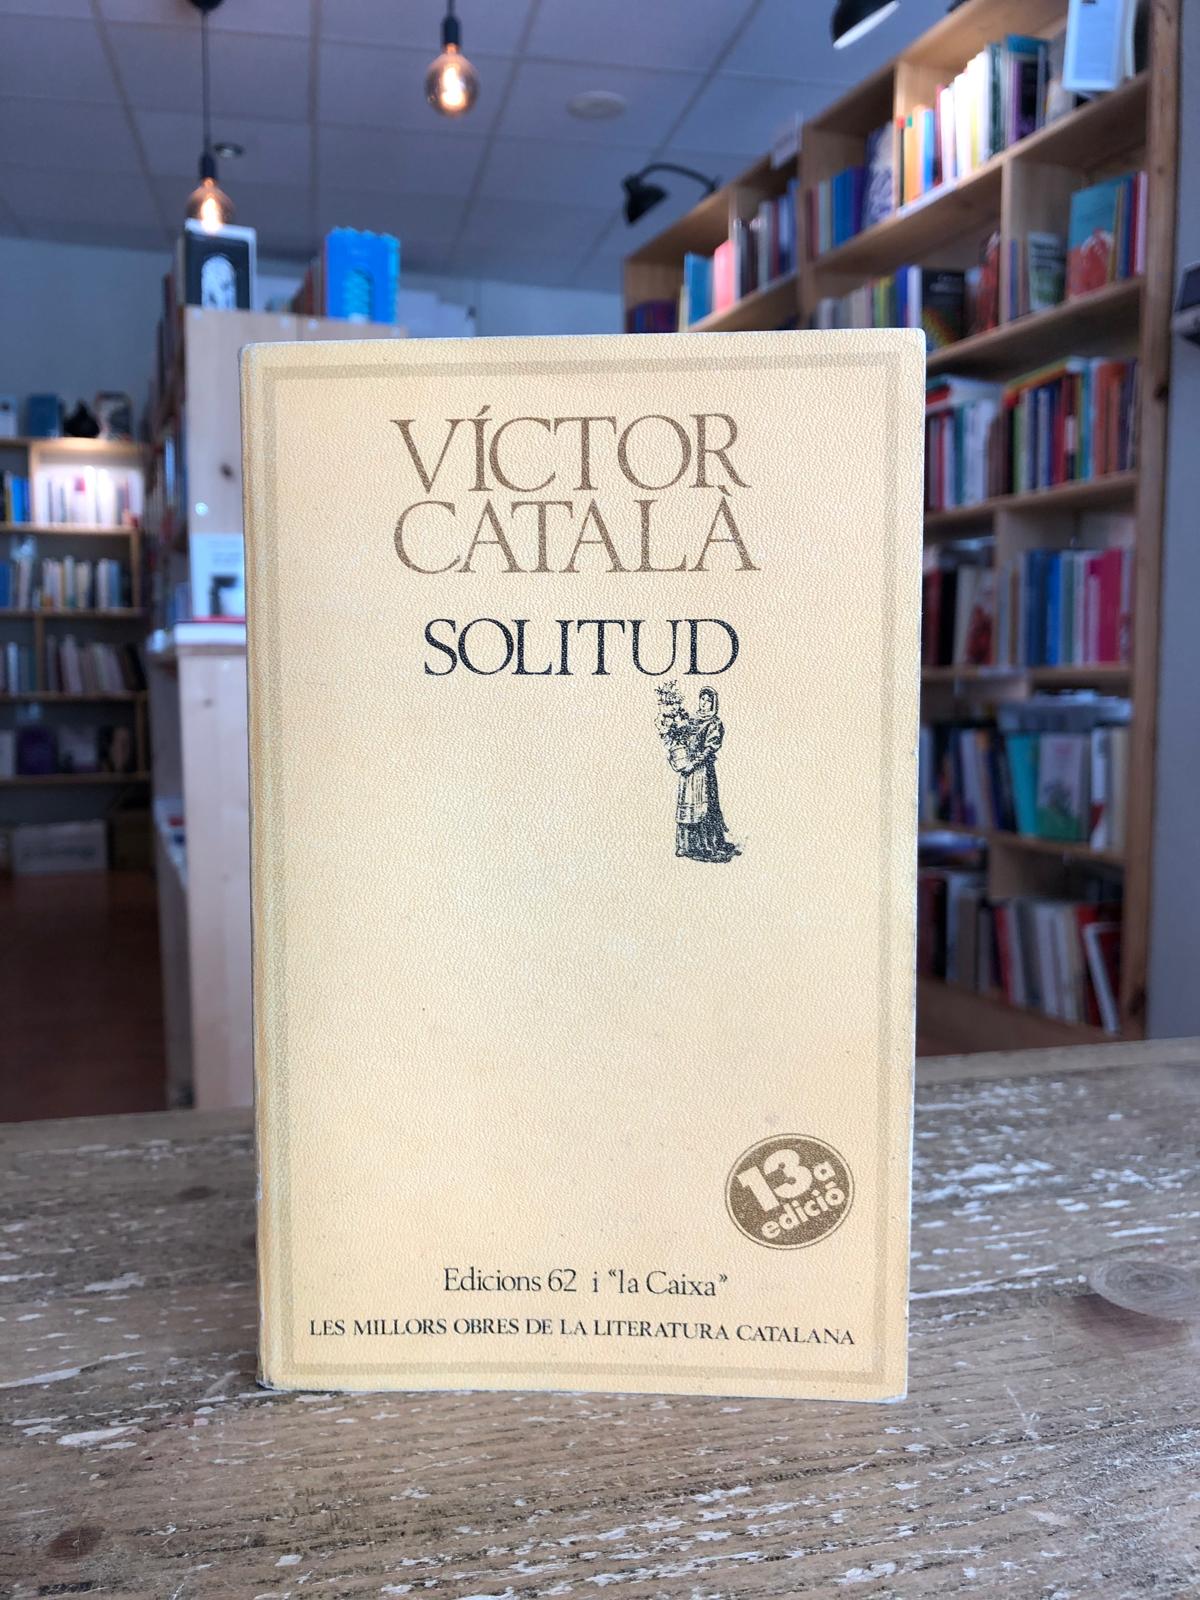 VÍCTOR
CATALÀ
SOLITUD
13a
edició
Edicions 62 i "la Caixa"
LES MILLORS OBRES DE LA LITERATURA CATALANA